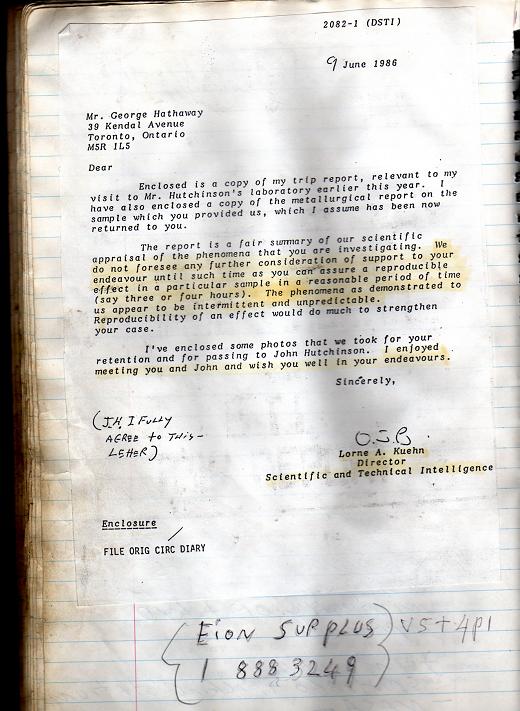 2082-1 (DSTI)
9 June 1986
Mr. George Hathaway
39 Kendal Avenue
Toronto, Ontario
M5R 1L5
Dear
Enclosed is a copy of my trip report, relevant to my
visit to Mr. Hutchinson's laboratory earlier this year. I
have also enclosed a copy of the metallurgical report on the
sample which you provided us, which I assume has been now
returned to you.
The report is a fair summary of our scientific
appraisal of the phenomena that you are investigating. We
do not foresee any further consideration of support to your
endeavour until such time as you can assure a reproducible
effect in a particular sample in a reasonable period of time
(say three or four hours). The phenomena as demonstrated to
us appear to be intermittent and unpredictable.
Reproducibility of an effect would do much to strengthen
your case.
I've enclosed some photos that we took for your
retention and for passing to John Hutchinson. I enjoyed
meeting you and John and wish you well in your endeavours.
Sincerely,
(J.H. I FULLY
AGREE to THIS-
LEHER)
Lorne A. Kuehn
Director
Scientific and Technical Intelligence
Enclosure
FILE ORIG CIRC DIARY
EION SURPLUS
1 888 3249